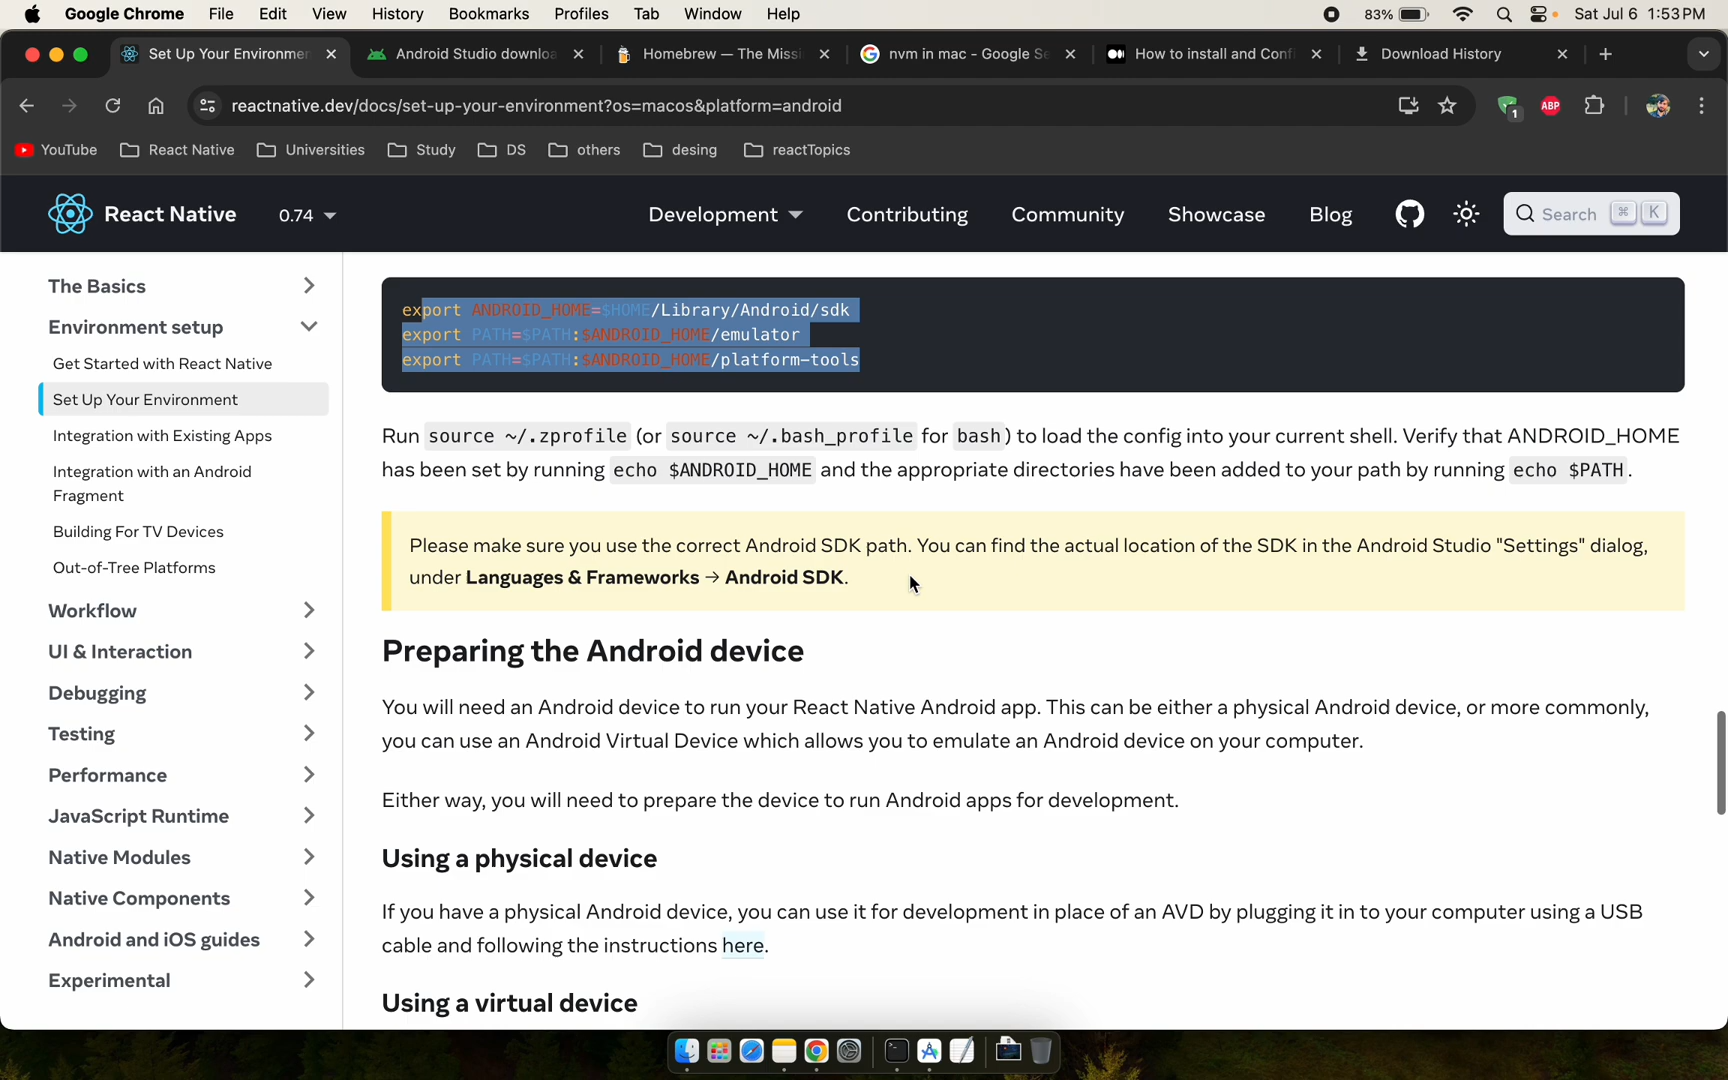 Google Chrome File Edit View History Bookmarks Profiles Tab Window Help 83% Sat Jul 6 1:53 PM
Set Up Your Environme Android Studio downloa Homebrew — The Missi nvm in mac - Google Se How to install and Confi Download History
reactnative.dev/docs/set-up-your-environment?os=macos&platform=android 1 ABP
YouTube React Native Universities Study DS others desing reactTopics
React Native 0.74 Development Contributing Community Showcase Blog Search ⌘ K
The Basics
Environment setup
Get Started with React Native
Set Up Your Environment
Integration with Existing Apps
Integration with an Android
Fragment
Building For TV Devices
Out-of-Tree Platforms
Workflow
UI & Interaction
Debugging
Testing
Performance
JavaScript Runtime
Native Modules
Native Components
Android and iOS guides
Experimental
export ANDROID_HOME=$HOME/Library/Android/sdk
export PATH=$PATH:$ANDROID_HOME/emulator
export PATH=$PATH:$ANDROID_HOME/platform-tools
Run source ~/.zprofile (or source ~/.bash_profile for bash) to load the config into your current shell. Verify that ANDROID_HOME
has been set by running echo $ANDROID_HOME and the appropriate directories have been added to your path by running echo $PATH.
Please make sure you use the correct Android SDK path. You can find the actual location of the SDK in the Android Studio "Settings" dialog,
under Languages & Frameworks → Android SDK.
Preparing the Android device
You will need an Android device to run your React Native Android app. This can be either a physical Android device, or more commonly,
you can use an Android Virtual Device which allows you to emulate an Android device on your computer.
Either way, you will need to prepare the device to run Android apps for development.
Using a physical device
If you have a physical Android device, you can use it for development in place of an AVD by plugging it in to your computer using a USB
cable and following the instructions here.
Using a virtual device